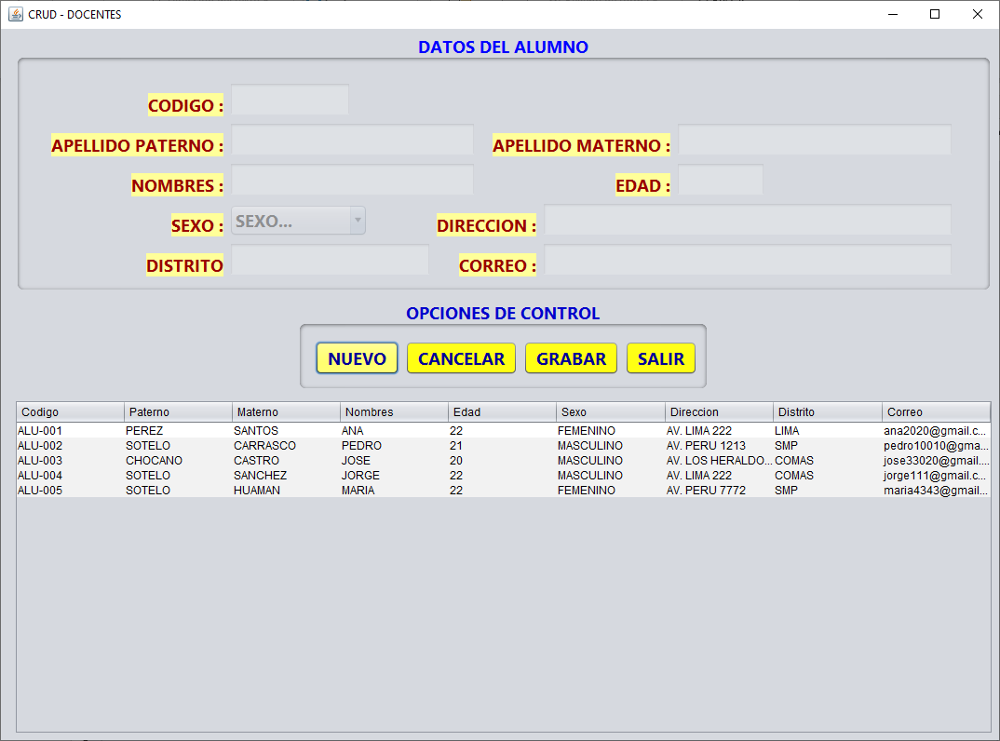 CRUD - DOCENTES
DATOS DEL ALUMNO
CODIGO :
APELLIDO PATERNO : APELLIDO MATERNO :
NOMBRES : EDAD :
SEXO : SEXO... DIRECCION :
DISTRITO CORREO :
OPCIONES DE CONTROL
NUEVO CANCELAR GRABAR SALIR
Codigo Paterno Materno Nombres Edad Sexo Direccion Distrito Correo
ALU-001 PEREZ SANTOS ANA 22 FEMENINO AV. LIMA 222 LIMA ana2020@gmail.c...
ALU-002 SOTELO CARRASCO PEDRO 21 MASCULINO AV. PERU 1213 SMP pedro10010@gma...
ALU-003 CHOCANO CASTRO JOSE 20 MASCULINO AV. LOS HERALDO... COMAS jose33020@gmail....
ALU-004 SOTELO SANCHEZ JORGE 22 MASCULINO AV. LIMA 222 COMAS jorge111@gmail.c...
ALU-005 SOTELO HUAMAN MARIA 22 FEMENINO AV. PERU 7772 SMP maria4343@gmail...